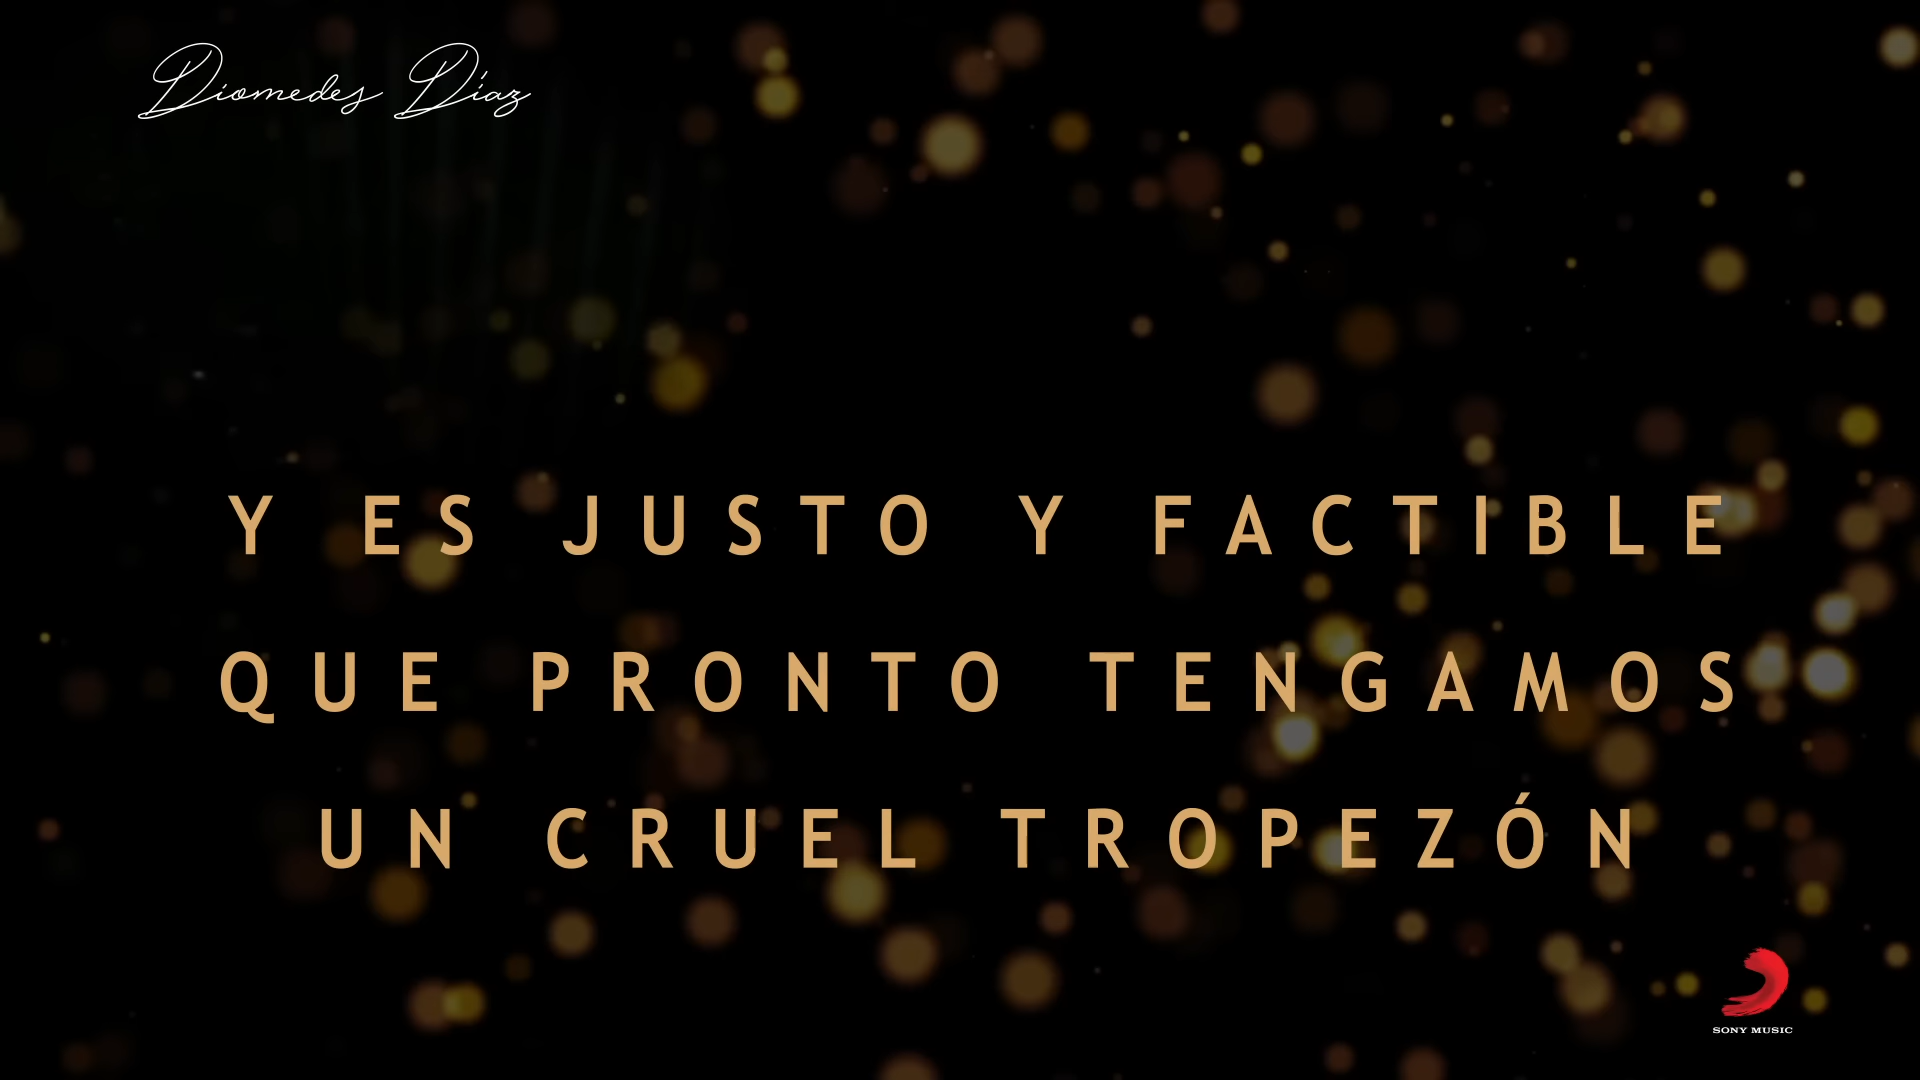 Diomedes Díaz
Y ES JUSTO Y FACTIBLE
QUE PRONTO TENGAMOS
UN CRUEL TROPEZÓN
SONY MUSIC